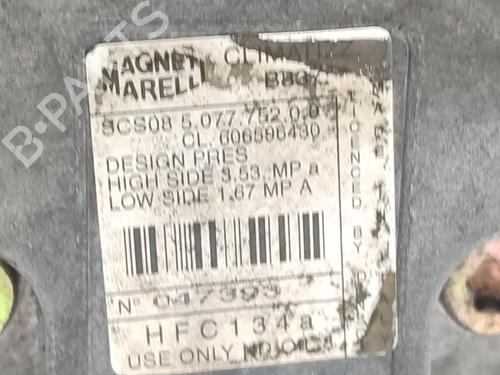 MAGNETI CLIMATIZ
MARELLI
SCS08 5.077.752.0.0
CL. 606896430
DESIGN PRES
HIGH SIDE 3.53 MP a
LOW SIDE 1.67 MP A
N° 047393
HFC134a
USE ONLY
LICENCED BY
B-PARTS